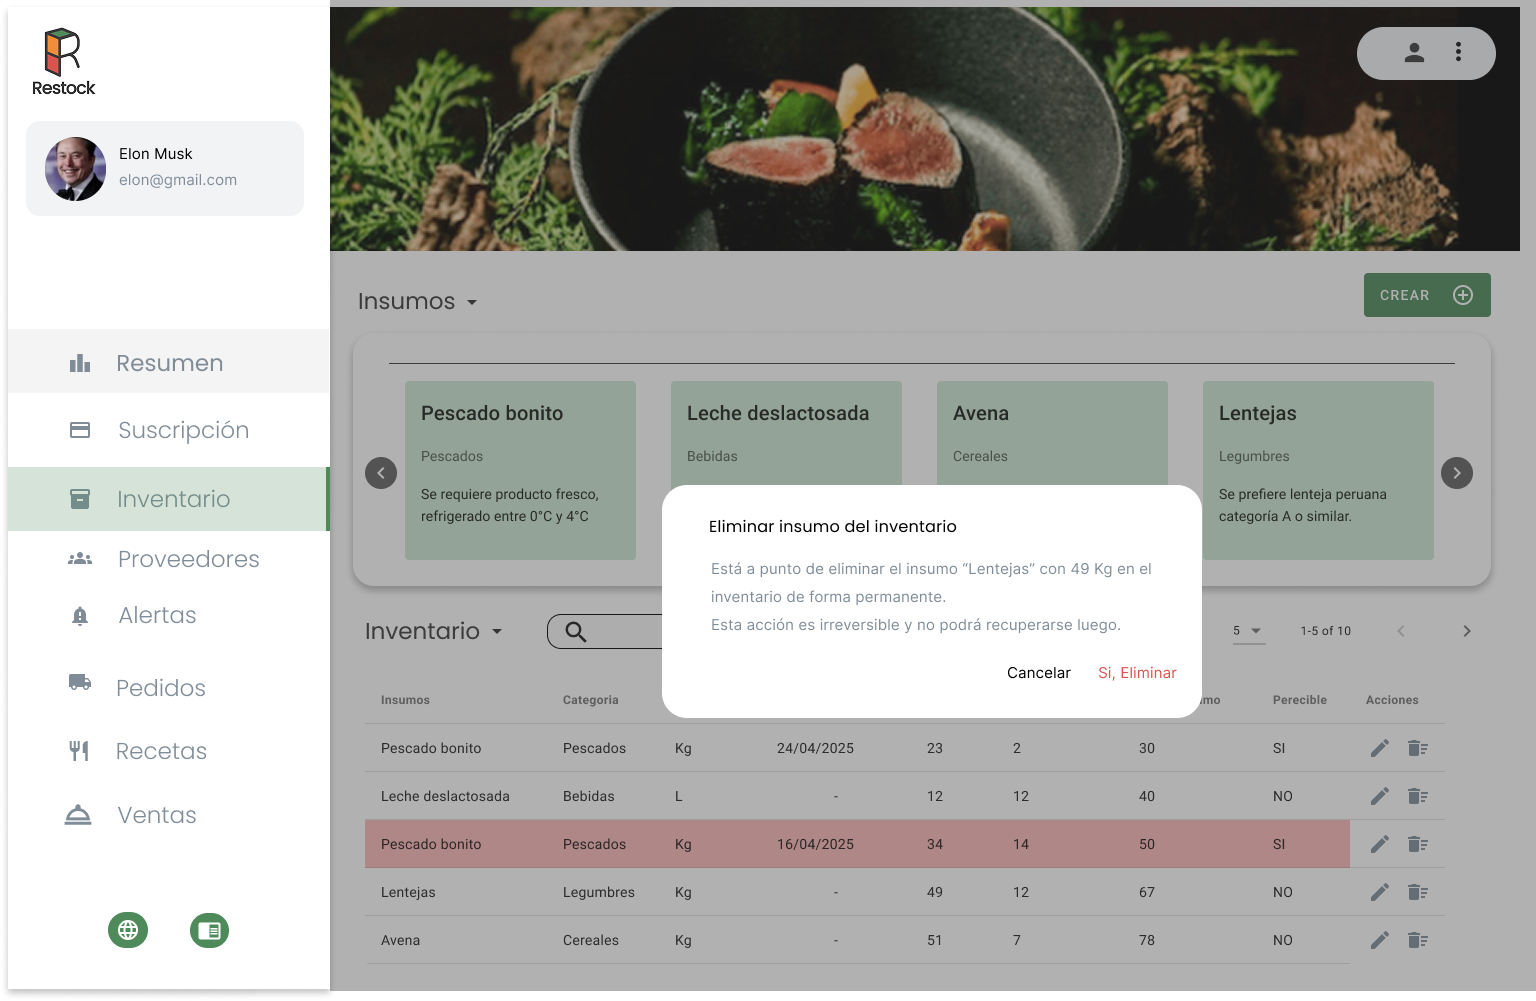 Restock
Elon Musk
elon@gmail.com
Resumen
Suscripción
Inventario
Proveedores
Alertas
Pedidos
Recetas
Ventas
Insumos
CREAR
Pescado bonito
Pescados
Se requiere producto fresco,
refrigerado entre 0°C y 4°C
Leche deslactosada
Bebidas
Avena
Cereales
Lentejas
Legumbres
Se prefiere lenteja peruana
categoría A o similar.
Eliminar insumo del inventario
Está a punto de eliminar el insumo “Lentejas” con 49 Kg en el
inventario de forma permanente.
Esta acción es irreversible y no podrá recuperarse luego.
Cancelar Si, Eliminar
Inventario 5 1-5 of 10
Insumos Categoria Perecible Acciones
Pescado bonito Pescados Kg 24/04/2025 23 2 30 SI
Leche deslactosada Bebidas L - 12 12 40 NO
Pescado bonito Pescados Kg 16/04/2025 34 14 50 SI
Lentejas Legumbres Kg - 49 12 67 NO
Avena Cereales Kg - 51 7 78 NO